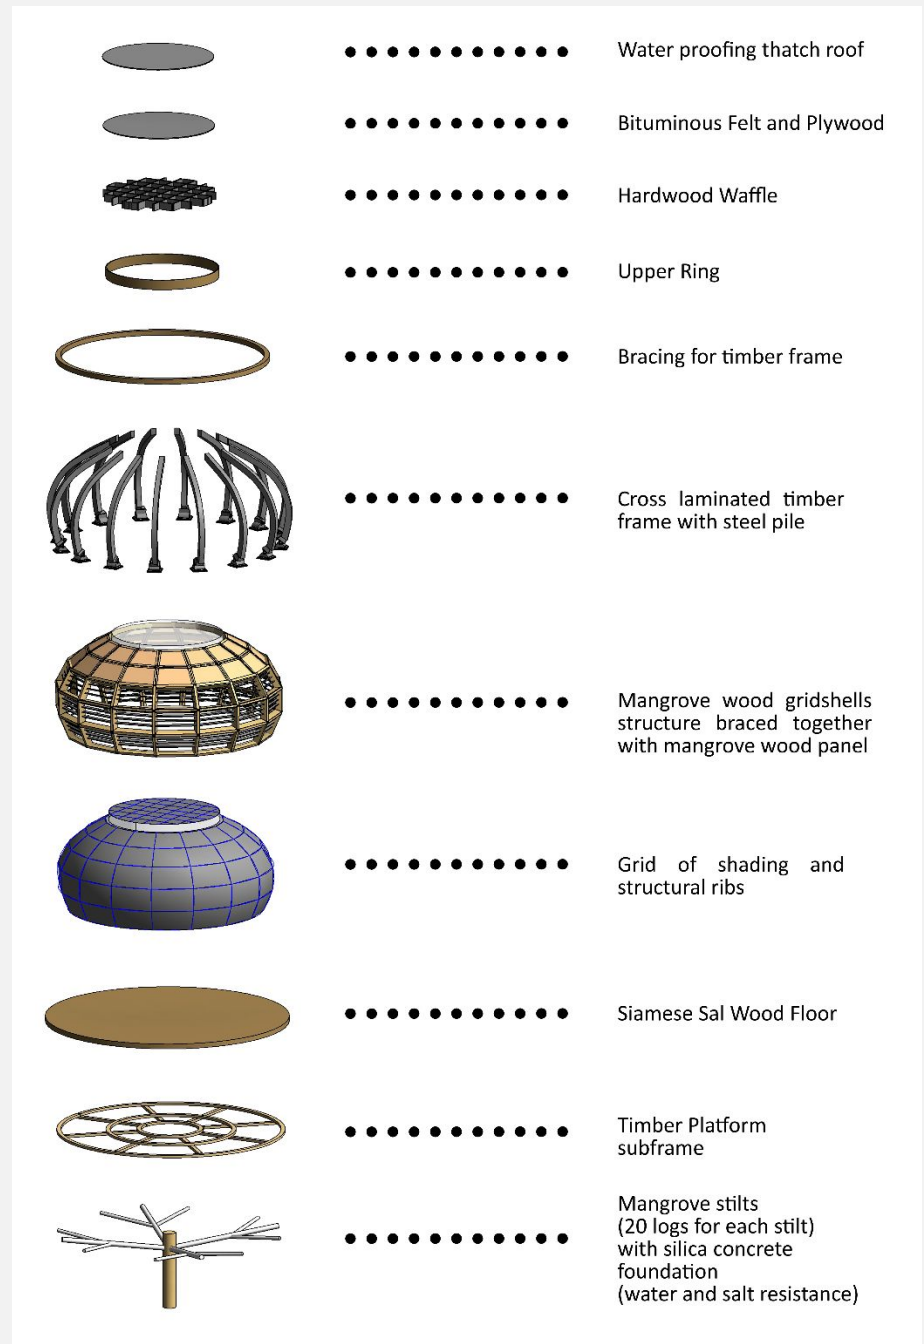 Water proofing thatch roof
Bituminous Felt and Plywood
Hardwood Waffle
Upper Ring
Bracing for timber frame
Cross laminated timber
frame with steel pile
Mangrove wood gridshells
structure braced together
with mangrove wood panel
Grid of shading and
structural ribs
Siamese Sal Wood Floor
Timber Platform
subframe
Mangrove stilts
(20 logs for each stilt)
with silica concrete
foundation
(water and salt resistance)